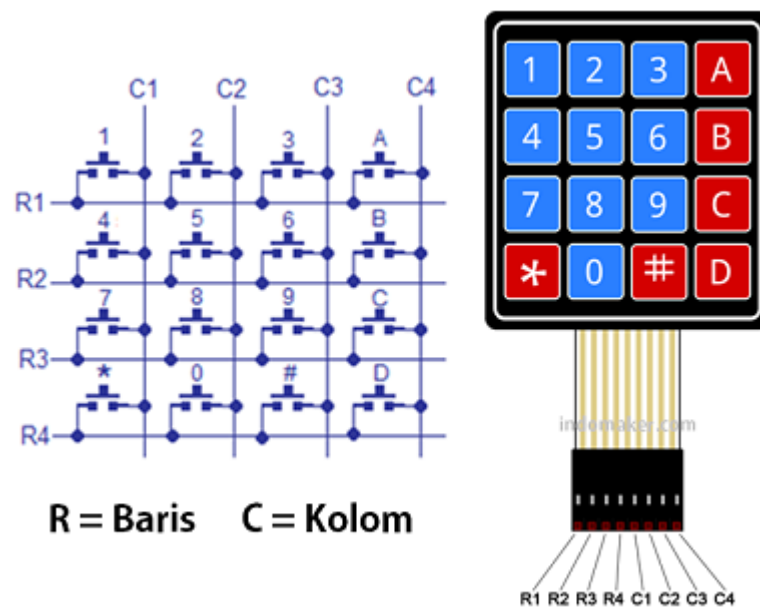 C1 C2 C3 C4
1 2 3 A
R1
4 5 6 B
R2
7 8 9 C
R3
* 0 # D
R4
R = Baris C = Kolom
1 2 3 A
4 5 6 B
7 8 9 C
* 0 # D
indomaker.com
R1 R2 R3 R4 C1 C2 C3 C4